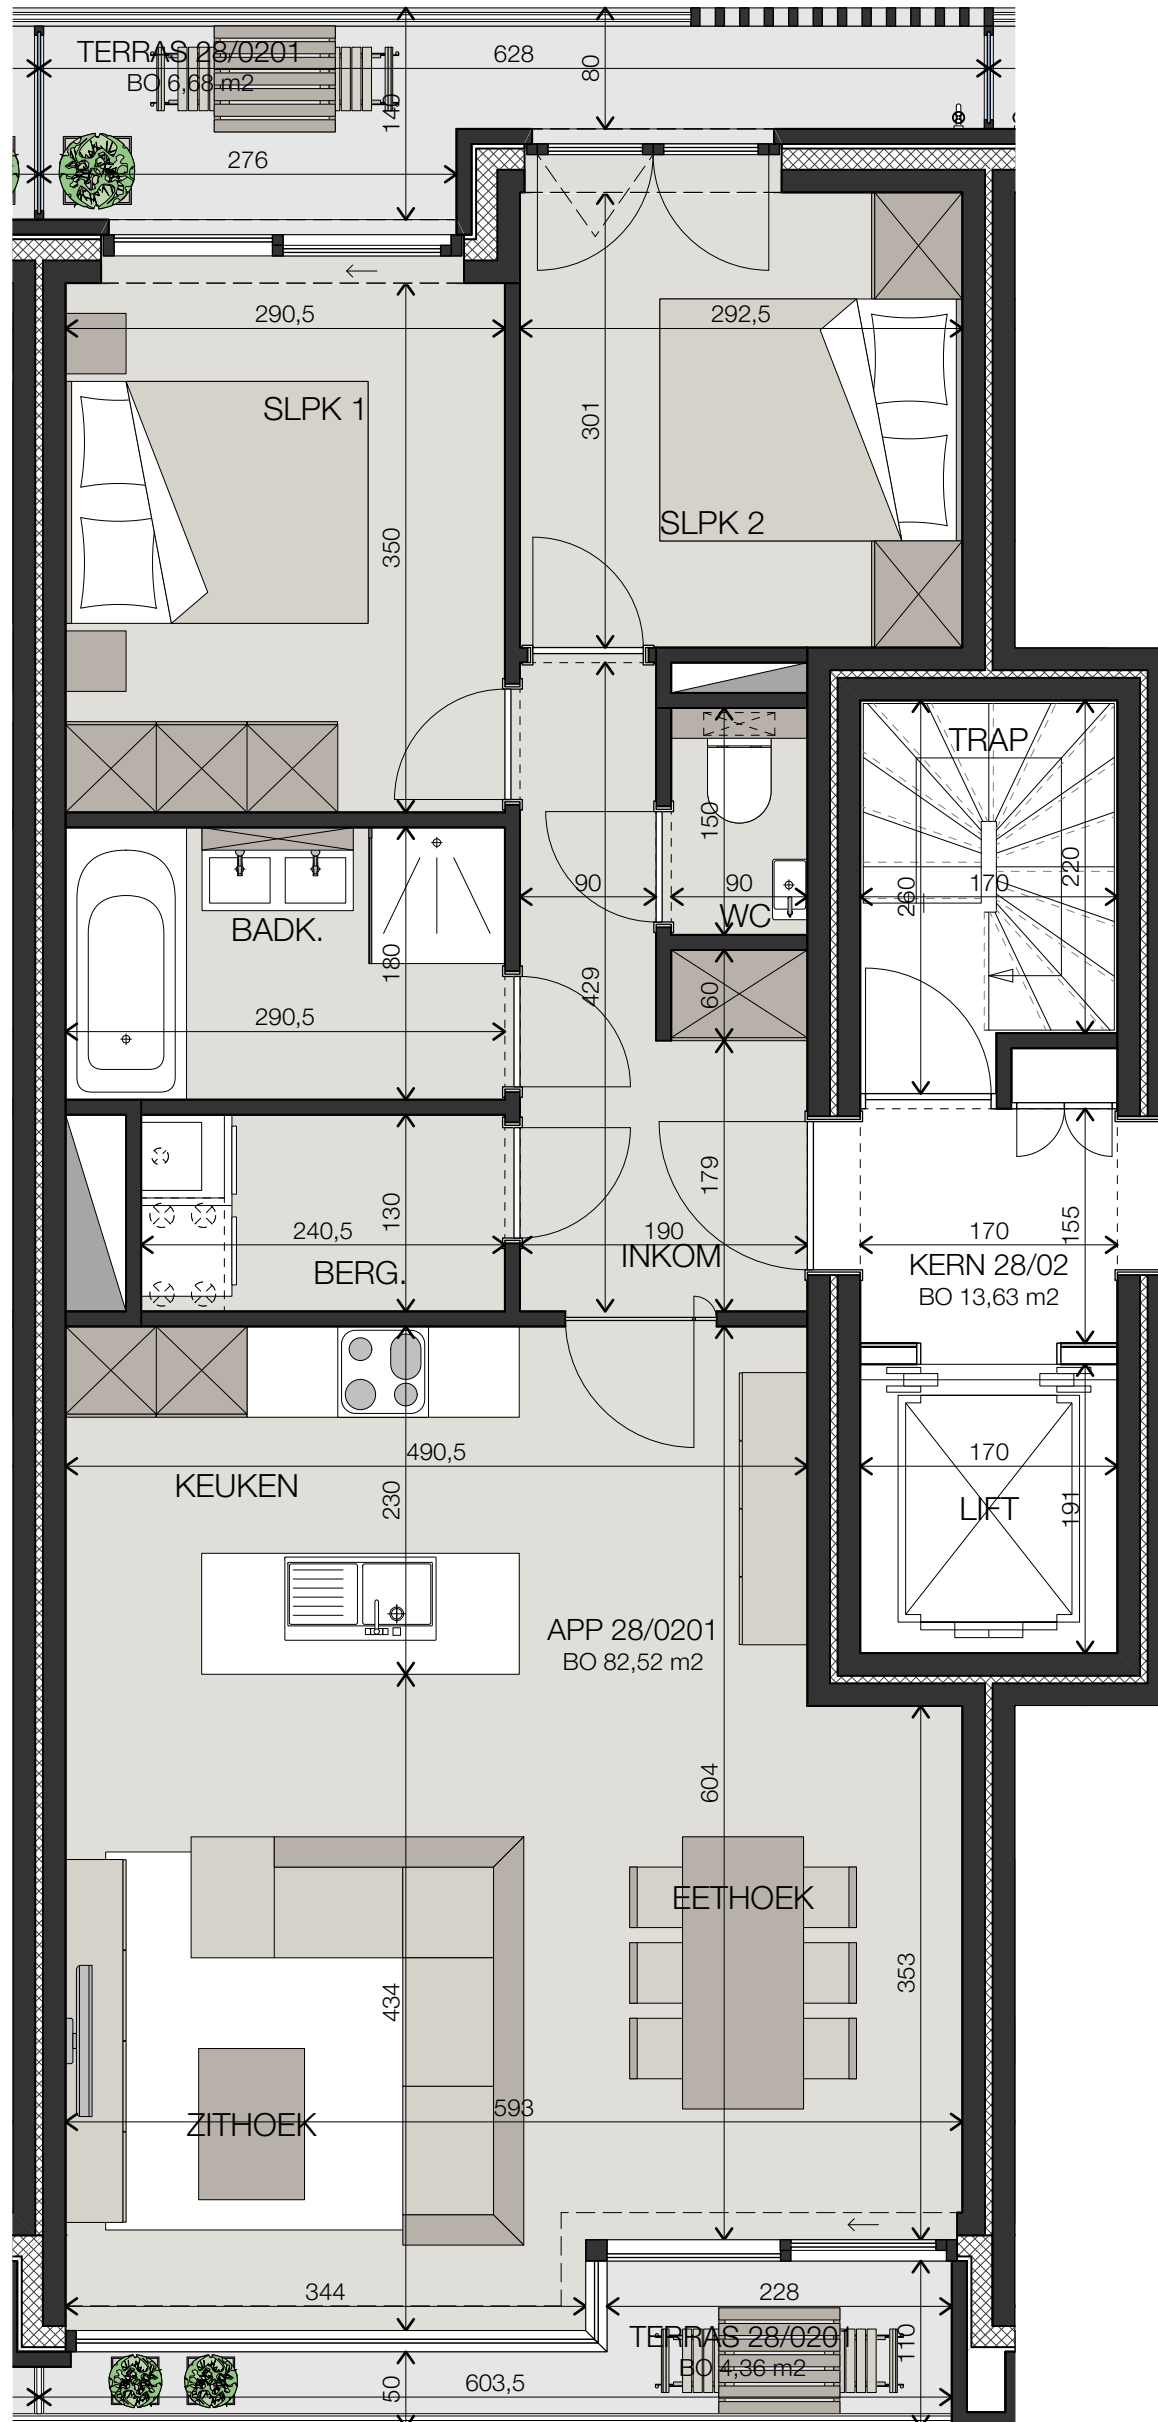 TERRAS 28/0201
BO 6,68 m2
628
80
140
276
290,5
292,5
SLPK 1
301
350
SLPK 2
TRAP
150
90
90
WC
260
170
220
BADK.
180
290,5
429
60
240,5
130
BERG.
190
179
INKOM
170
155
KERN 28/02
BO 13,63 m2
490,5
KEUKEN
230
170
LIFT
191
APP 28/0201
BO 82,52 m2
604
EETHOEK
434
353
593
ZITHOEK
344
228
TERRAS 28/0201
BO 4,36 m2
110
50
603,5